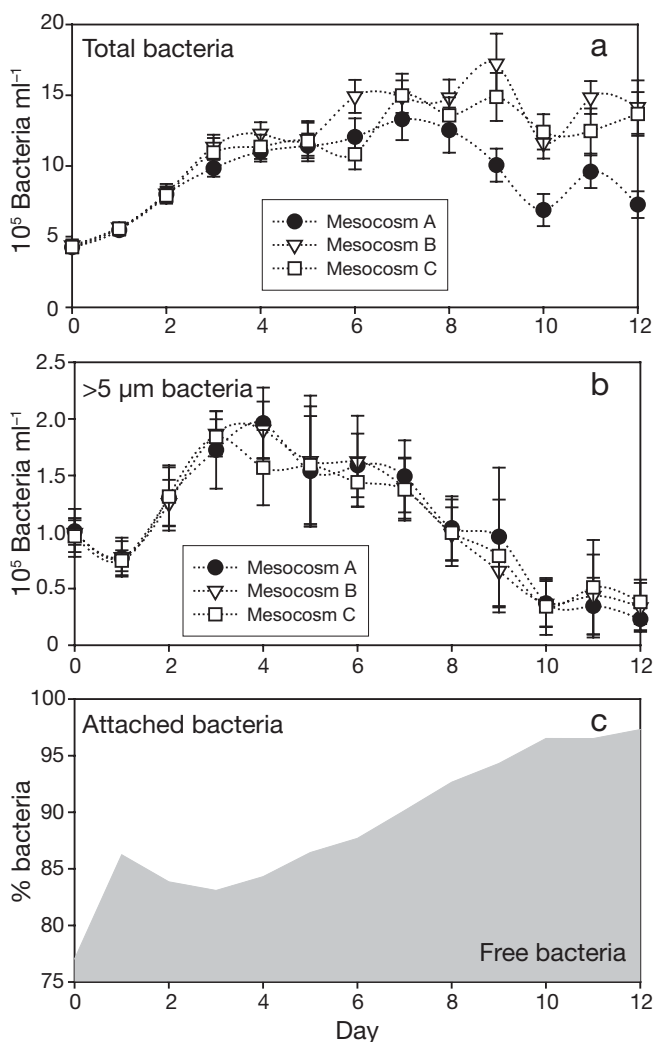 20
Total bacteria
a
15
10
5
0
10⁵ Bacteria ml⁻¹
Mesocosm A
Mesocosm B
Mesocosm C
0 2 4 6 8 10 12
2.5
>5 µm bacteria
b
2.0
1.5
1.0
0.5
0
10⁵ Bacteria ml⁻¹
Mesocosm A
Mesocosm B
Mesocosm C
0 2 4 6 8 10 12
100
Attached bacteria
c
95
90
85
80
75
% bacteria
Free bacteria
0 2 4 6 8 10 12
Day